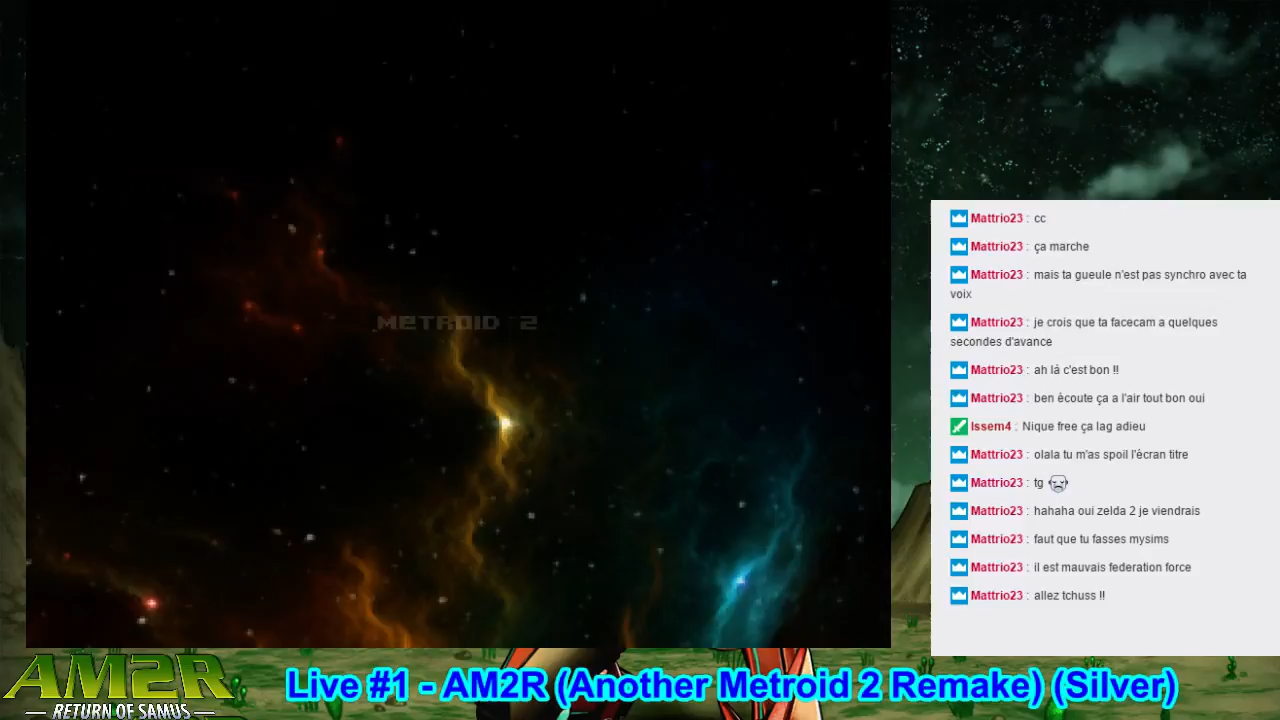 METROID 2
Mattrio23 : cc
Mattrio23 : ça marche
Mattrio23 : mais ta gueule n'est pas synchro avec ta
voix
Mattrio23 : je crois que ta facecam a quelques
secondes d'avance
Mattrio23 : ah là c'est bon !!
Mattrio23 : ben écoute ça a l'air tout bon oui
Issem4 : Nique free ça lag adieu
Mattrio23 : olala tu m'as spoil l'écran titre
Mattrio23 : tg
Mattrio23 : hahaha oui zelda 2 je viendrais
Mattrio23 : faut que tu fasses mysims
Mattrio23 : il est mauvais federation force
Mattrio23 : allez tchuss !!
AM2R
— RETURN OF SAMUS —
Live #1 - AM2R (Another Metroid 2 Remake) (Silver)